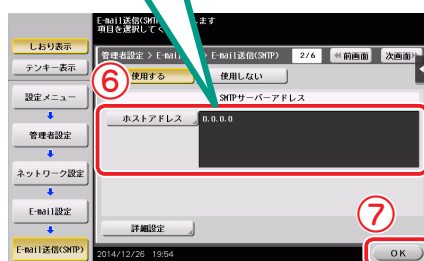 E-mail送信(SMT
ます
項目を選択してく
しおり表示
管理者設定 > E-mai
> E-mail送信(SMTP)
2/6
前画面
次画面
テンキー表示
⑥
使用する
使用しない
設定メニュー
SMTPサーバーアドレス
ホストアドレス
0.0.0.0
管理者設定
ネットワーク設定
E-mail設定
⑦
詳細設定
E-mail送信(SMTP)
2014/12/26 19:54
OK